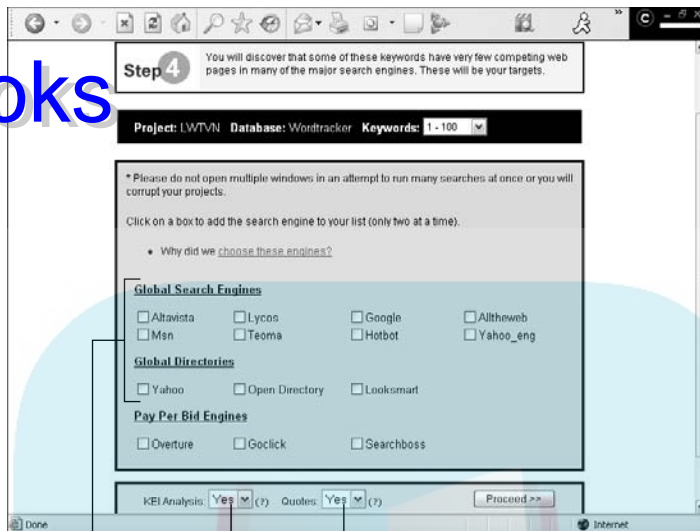 You will discover that some of these keywords have very few competing web
Step 4 pages in many of the major search engines. These will be your targets.
oks
Project: LWTVN Database: Wordtracker Keywords: 1 - 100
* Please do not open multiple windows in an attempt to run many searches at once or you will
corrupt your projects.
Click on a box to add the search engine to your list (only two at a time).
• Why did we choose these engines?
Global Search Engines
Altavista Lycos Google Alltheweb
Msn Teoma Hotbot Yahoo_eng
Global Directories
Yahoo Open Directory Looksmart
Pay Per Bid Engines
Overture Goclick Searchboss
KEI Analysis: Yes (?) Quotes: Yes (?) Proceed >>
Done Internet